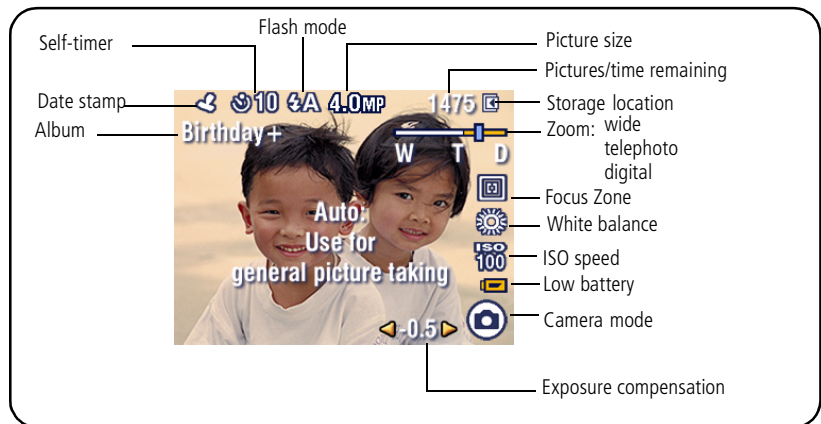 Self-timer
Flash mode
Picture size
Pictures/time remaining
Date stamp
10
A
4.0MP
1475
Storage location
Album
Birthday+
Zoom: wide
telephoto
digital
W T D
Focus Zone
White balance
Auto:
Use for
general picture taking
ISO
100
ISO speed
Low battery
-0.5
Camera mode
Exposure compensation